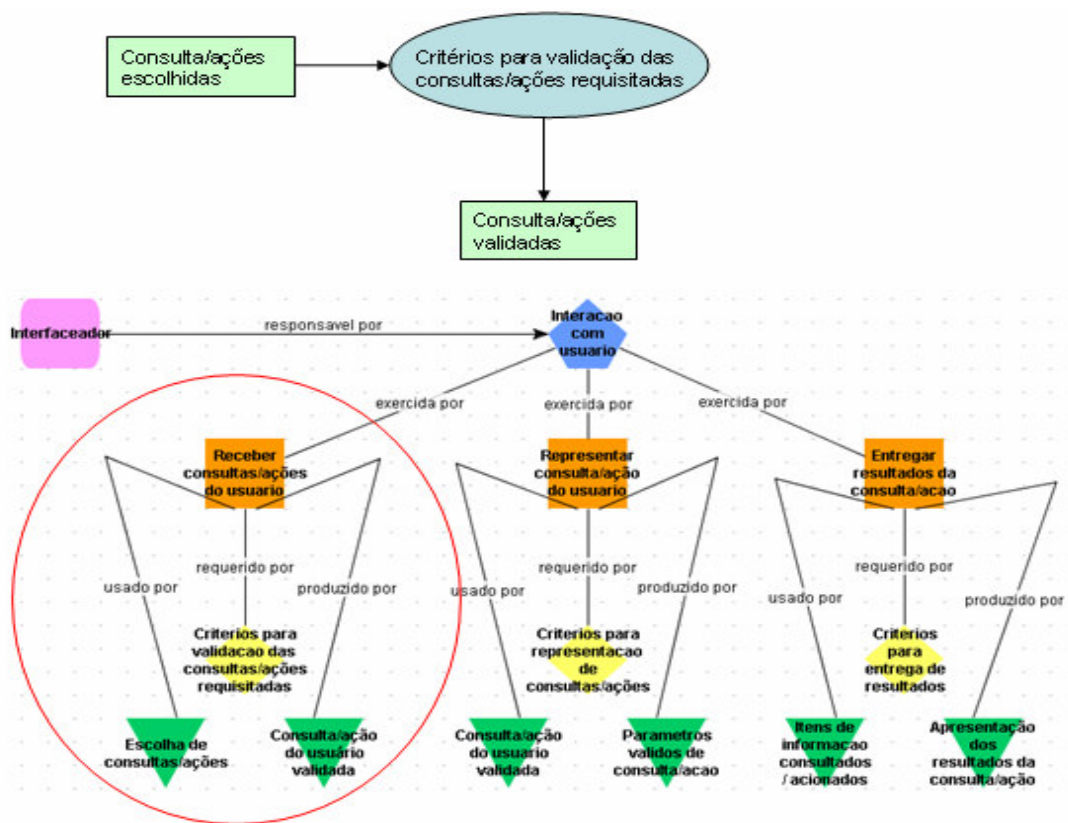 Consulta/ações
escolhidas
Critérios para validação das
consultas/ações requisitadas
Consulta/ações
validadas
Interfaceador
responsavel por
Interacao
com
usuario
exercida por
exercida por
exercida por
Receber
consultas/ações
do usuario
Representar
consulta/ação
do usuario
Entregar
resultados da
consulta/acao
usado por
requerido por
produzido por
usado por
requerido por
produzido por
usado por
requerido por
produzido por
Criterios para
validacao das
consultas/ações
requisitadas
Criterios para
representacao
de
consultas/ações
Criterios
para
entrega de
resultados
Escolha de
consultas/ações
Consulta/ação
do usuário
validada
Consulta/ação
do usuario
validada
Parametros
validos de
consulta/acao
Itens de
informacao
consultados
/ acionados
Apresentação
dos
resultados da
consulta/ação